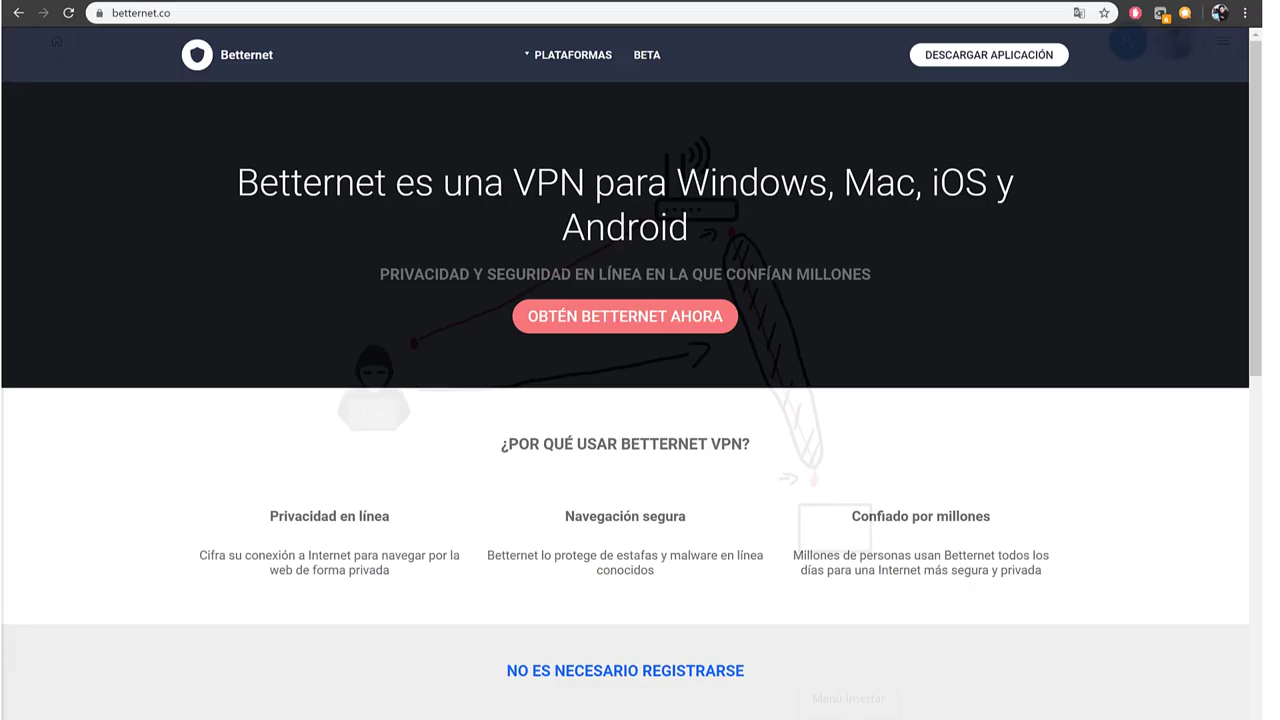 betternet.co
Betternet
PLATAFORMAS
BETA
DESCARGAR APLICACIÓN
Betternet es una VPN para Windows, Mac, iOS y
Android
PRIVACIDAD Y SEGURIDAD EN LÍNEA EN LA QUE CONFÍAN MILLONES
OBTÉN BETTERNET AHORA
¿POR QUÉ USAR BETTERNET VPN?
Privacidad en línea
Cifra su conexión a Internet para navegar por la
web de forma privada
Navegación segura
Betternet lo protege de estafas y malware en línea
conocidos
Confiado por millones
Millones de personas usan Betternet todos los
días para una Internet más segura y privada
NO ES NECESARIO REGISTRARSE
Menú Insertar